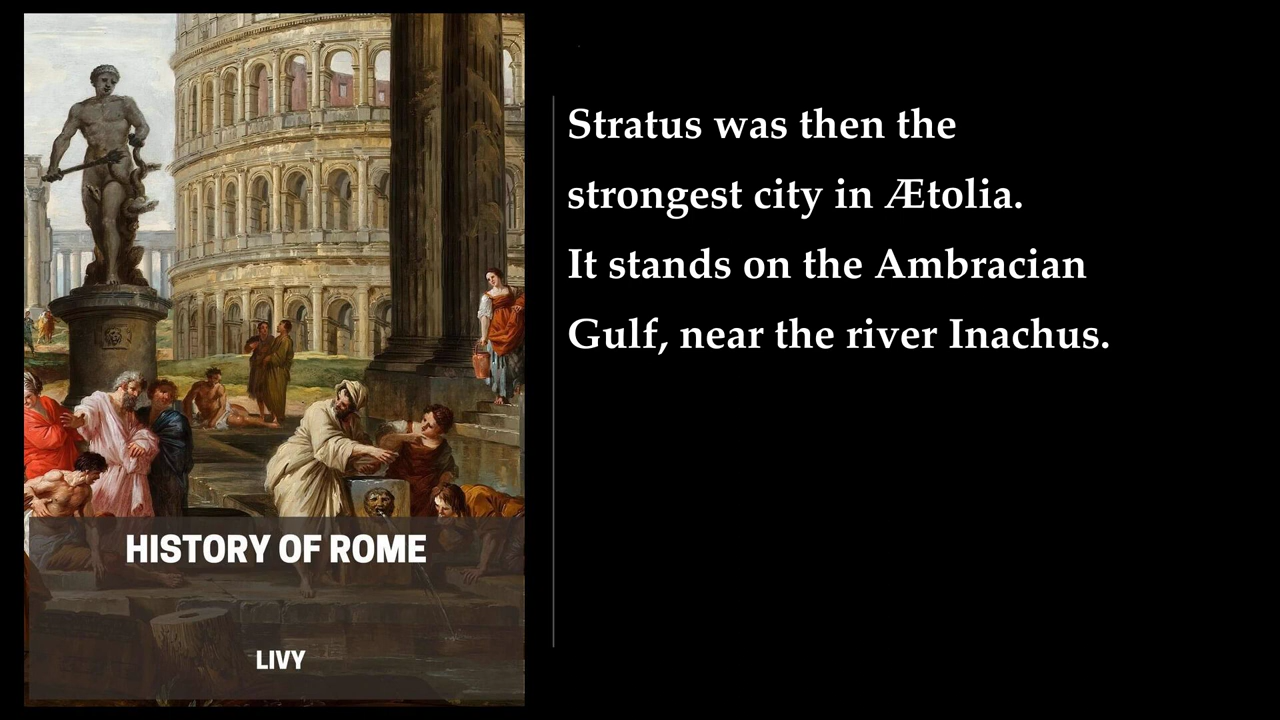 Stratus was then the
strongest city in Ætolia.
It stands on the Ambracian
Gulf, near the river Inachus.
HISTORY OF ROME
LIVY